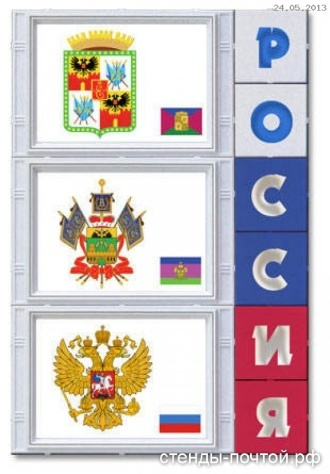 24.05.2013
Р
О
С
С
И
Я
стенды-почтой.рф